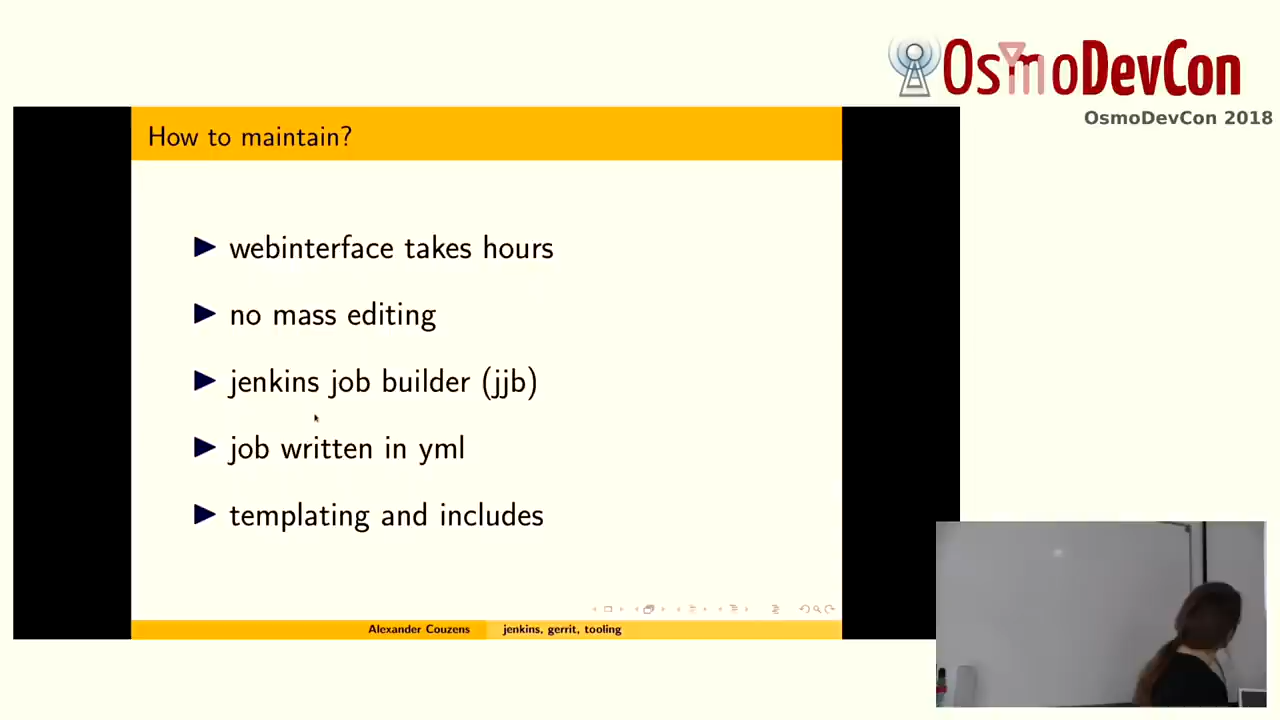 OsmoDevCon
OsmoDevCon 2018
How to maintain?
webinterface takes hours
no mass editing
jenkins job builder (jjb)
job written in yml
templating and includes
Alexander Couzens
jenkins, gerrit, tooling